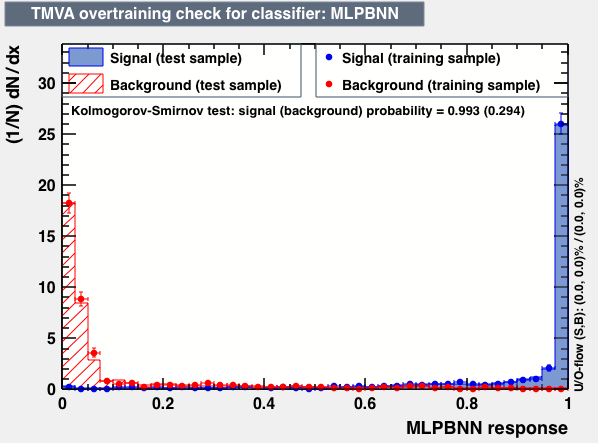 TMVA overtraining check for classifier: MLPBNN
(1/N) dN / dx
Signal (test sample)
Background (test sample)
Signal (training sample)
Background (training sample)
Kolmogorov-Smirnov test: signal (background) probability = 0.993 (0.294)
30
25
20
15
10
5
0
0 0.2 0.4 0.6 0.8 1
MLPBNN response
U/O-flow (S,B): (0.0, 0.0)% / (0.0, 0.0)%